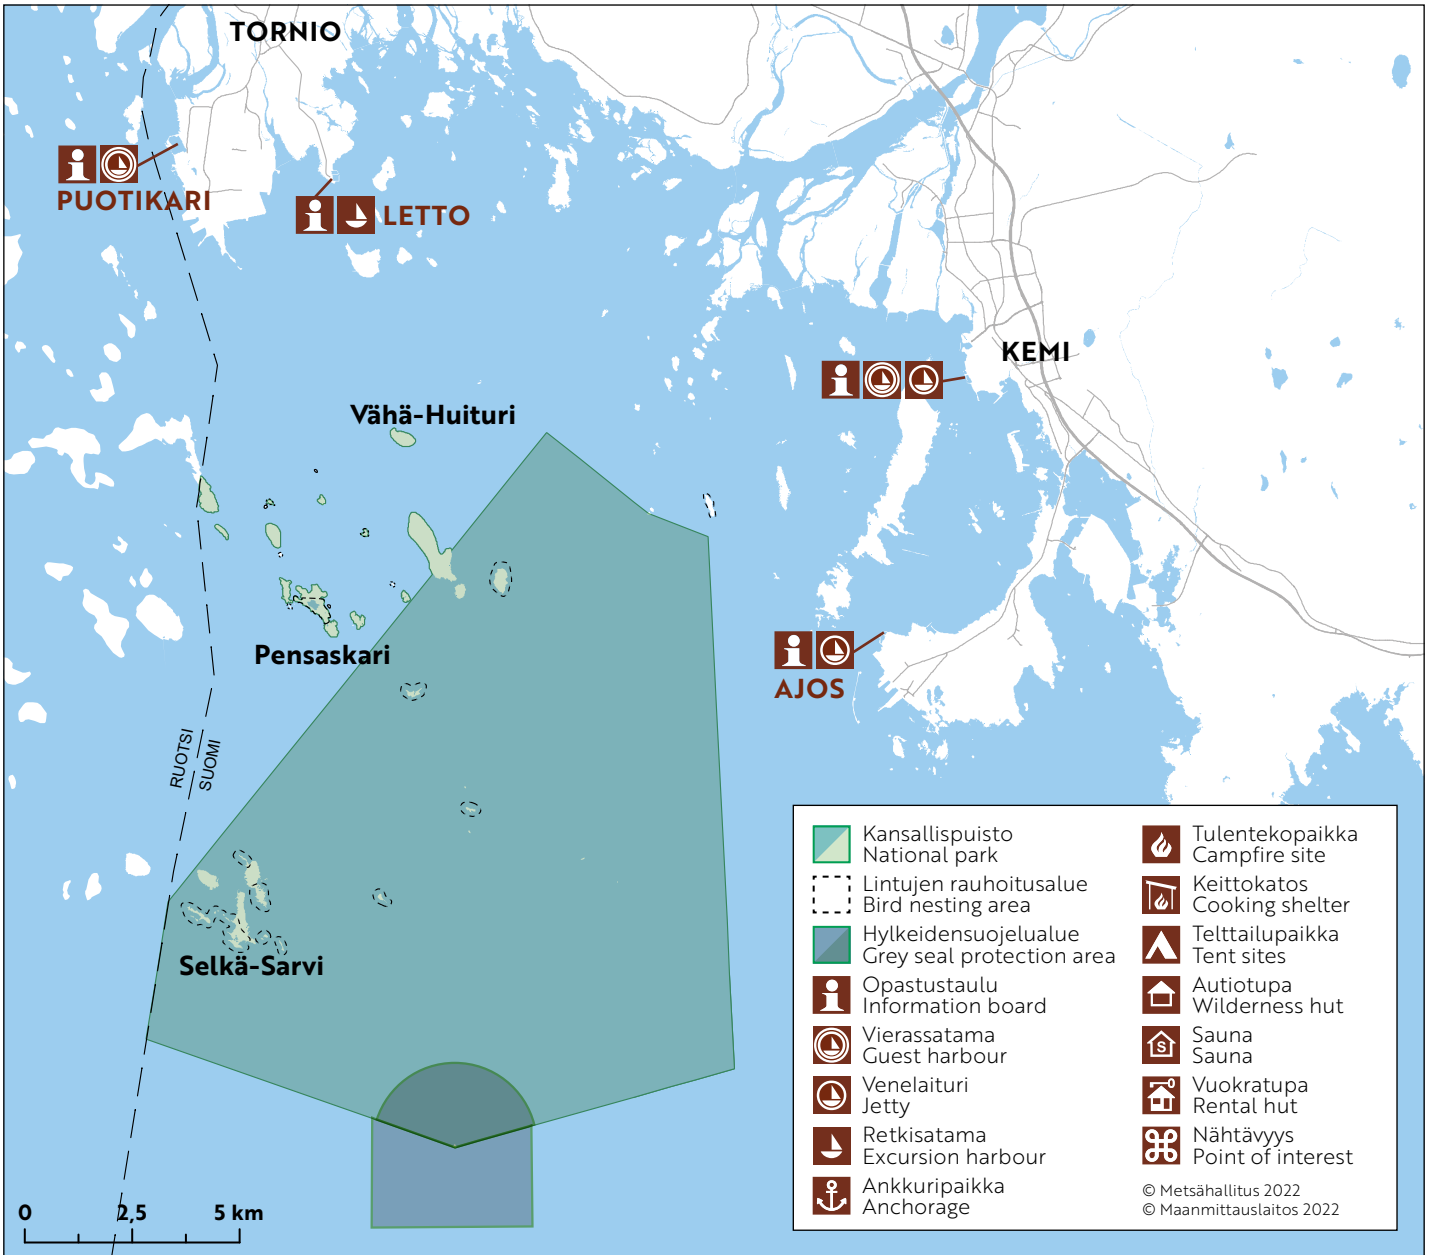 TORNIO
PUOTIKARI
LETTO
KEMI
Vähä-Huituri
Pensaskari
AJOS
RUOTSI
SUOMI
Selkä-Sarvi
0 2,5 5 km
Kansallispuisto
National park
Lintujen rauhoitusalue
Bird nesting area
Hylkeidensuojelualue
Grey seal protection area
Opastustaulu
Information board
Vierassatama
Guest harbour
Venelaituri
Jetty
Retkisatama
Excursion harbour
Ankkuripaikka
Anchorage
Tulentekopaikka
Campfire site
Keittokatos
Cooking shelter
Telttailupaikka
Tent sites
Autiotupa
Wilderness hut
S
Sauna
Sauna
Vuokratupa
Rental hut
Nähtävyys
Point of interest
© Metsähallitus 2022
© Maanmittauslaitos 2022